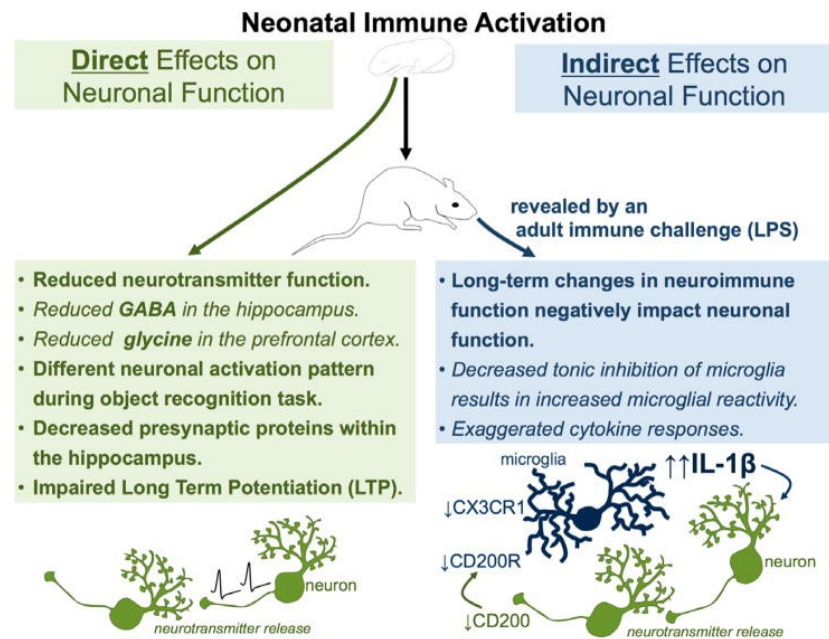 Neonatal Immune Activation
Direct Effects on
Neuronal Function
Indirect Effects on
Neuronal Function
revealed by an
adult immune challenge (LPS)
• Reduced neurotransmitter function.
• Reduced GABA in the hippocampus.
• Reduced glycine in the prefrontal cortex.
• Different neuronal activation pattern
during object recognition task.
• Decreased presynaptic proteins within
the hippocampus.
• Impaired Long Term Potentiation (LTP).
neuron
neurotransmitter release
• Long-term changes in neuroimmune
function negatively impact neuronal
function.
• Decreased tonic inhibition of microglia
results in increased microglial reactivity.
• Exaggerated cytokine responses.
microglia
↑↑IL-1β
↓CX3CR1
↓CD200R
neuron
↓CD200
neurotransmitter release